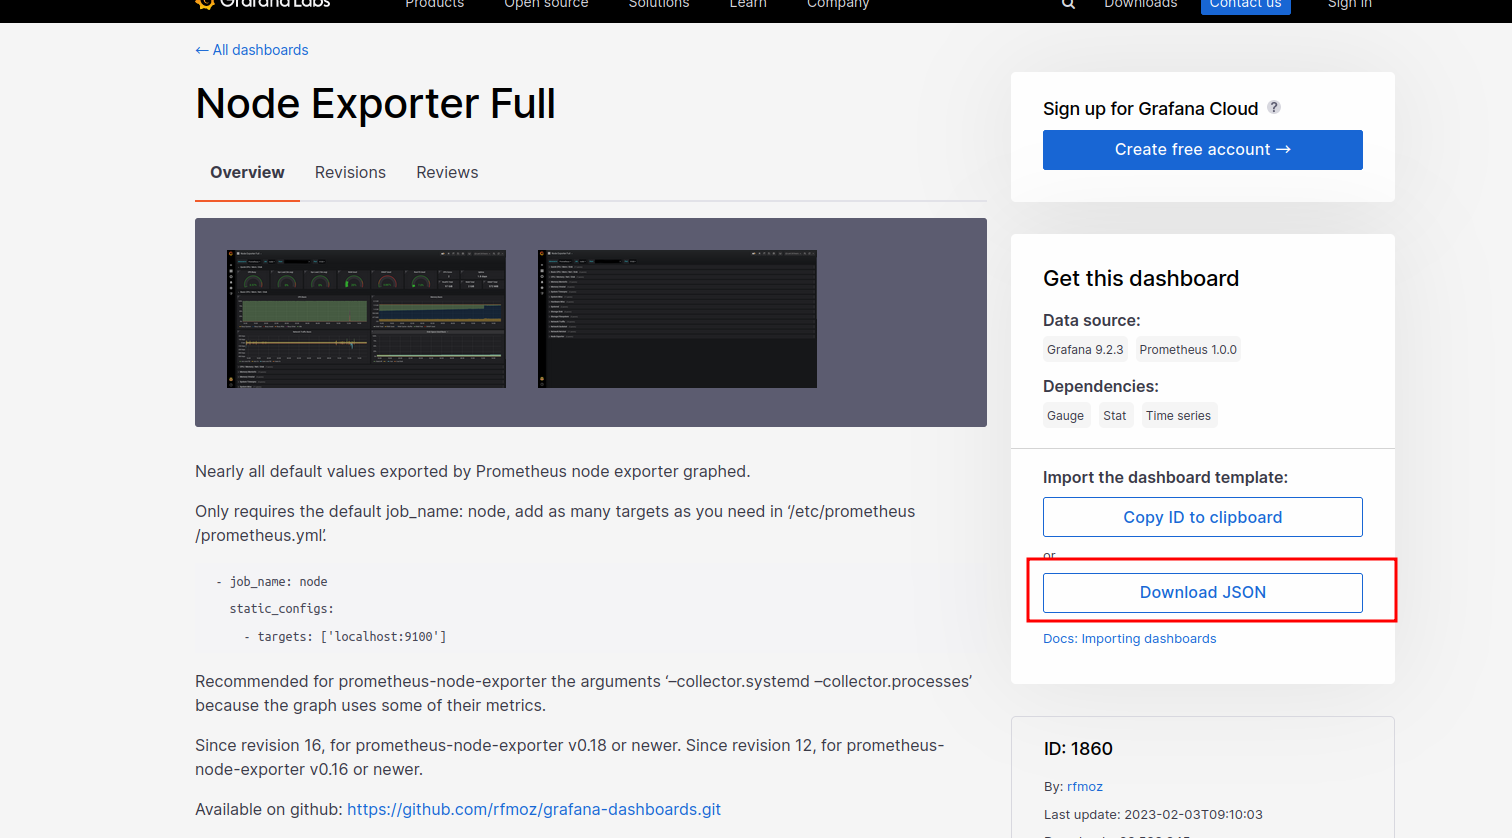 Grafana Labs
Products Open source Solutions Learn Company Downloads Contact us Sign in
← All dashboards
Node Exporter Full
Overview Revisions Reviews
Nearly all default values exported by Prometheus node exporter graphed.
Only requires the default job_name: node, add as many targets as you need in ‘/etc/prometheus
/prometheus.yml’.
- job_name: node
static_configs:
- targets: ['localhost:9100']
Recommended for prometheus-node-exporter the arguments ‘–collector.systemd –collector.processes’
because the graph uses some of their metrics.
Since revision 16, for prometheus-node-exporter v0.18 or newer. Since revision 12, for prometheus-
node-exporter v0.16 or newer.
Available on github: https://github.com/rfmoz/grafana-dashboards.git
Sign up for Grafana Cloud ?
Create free account →
Get this dashboard
Data source:
Grafana 9.2.3 Prometheus 1.0.0
Dependencies:
Gauge Stat Time series
Import the dashboard template:
Copy ID to clipboard
or
Download JSON
Docs: Importing dashboards
ID: 1860
By: rfmoz
Last update: 2023-02-03T09:10:03